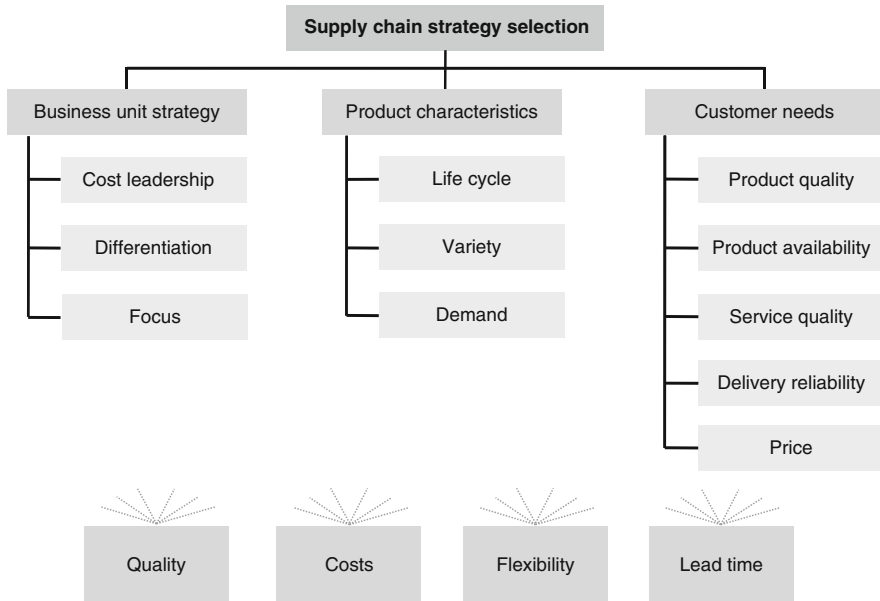 Supply chain strategy selection
Business unit strategy
Product characteristics
Customer needs
Cost leadership
Life cycle
Product quality
Differentiation
Variety
Product availability
Focus
Demand
Service quality
Delivery reliability
Price
Quality
Costs
Flexibility
Lead time